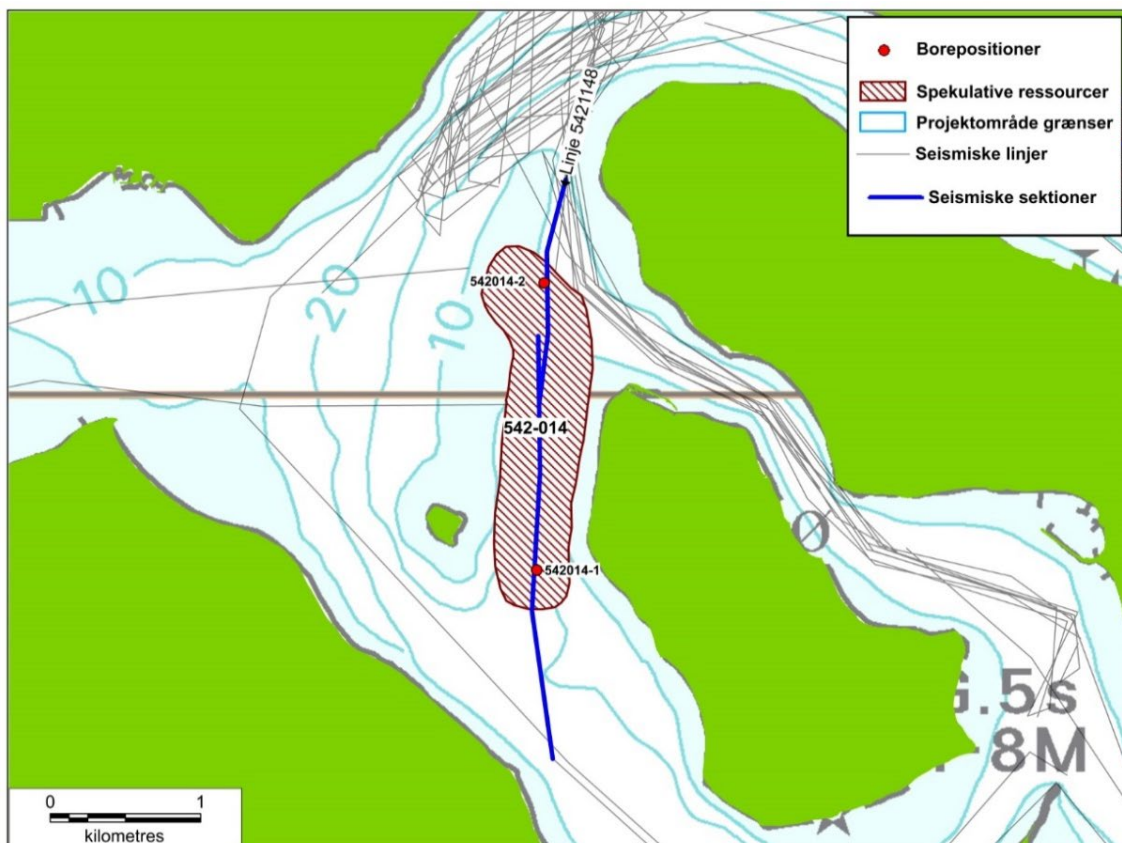 Borepositioner
Spekulative ressourcer
Projektområde grænser
Seismiske linjer
Seismiske sektioner
Linje 5421148
10
20
10
542014-2
542-014
542014-1
Ø
G.5s
8M
0 1
kilometres